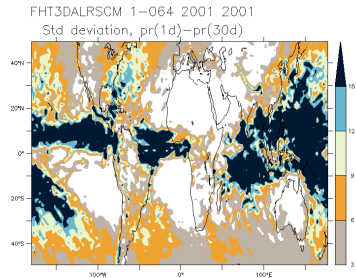 FHT3DALRSCM 1-064 2001 2001
Std deviation, pr(1d)-pr(30d)
40°N
20°N
0°
20°S
40°S
100°W
0°
100°E
15
12
9
6
3